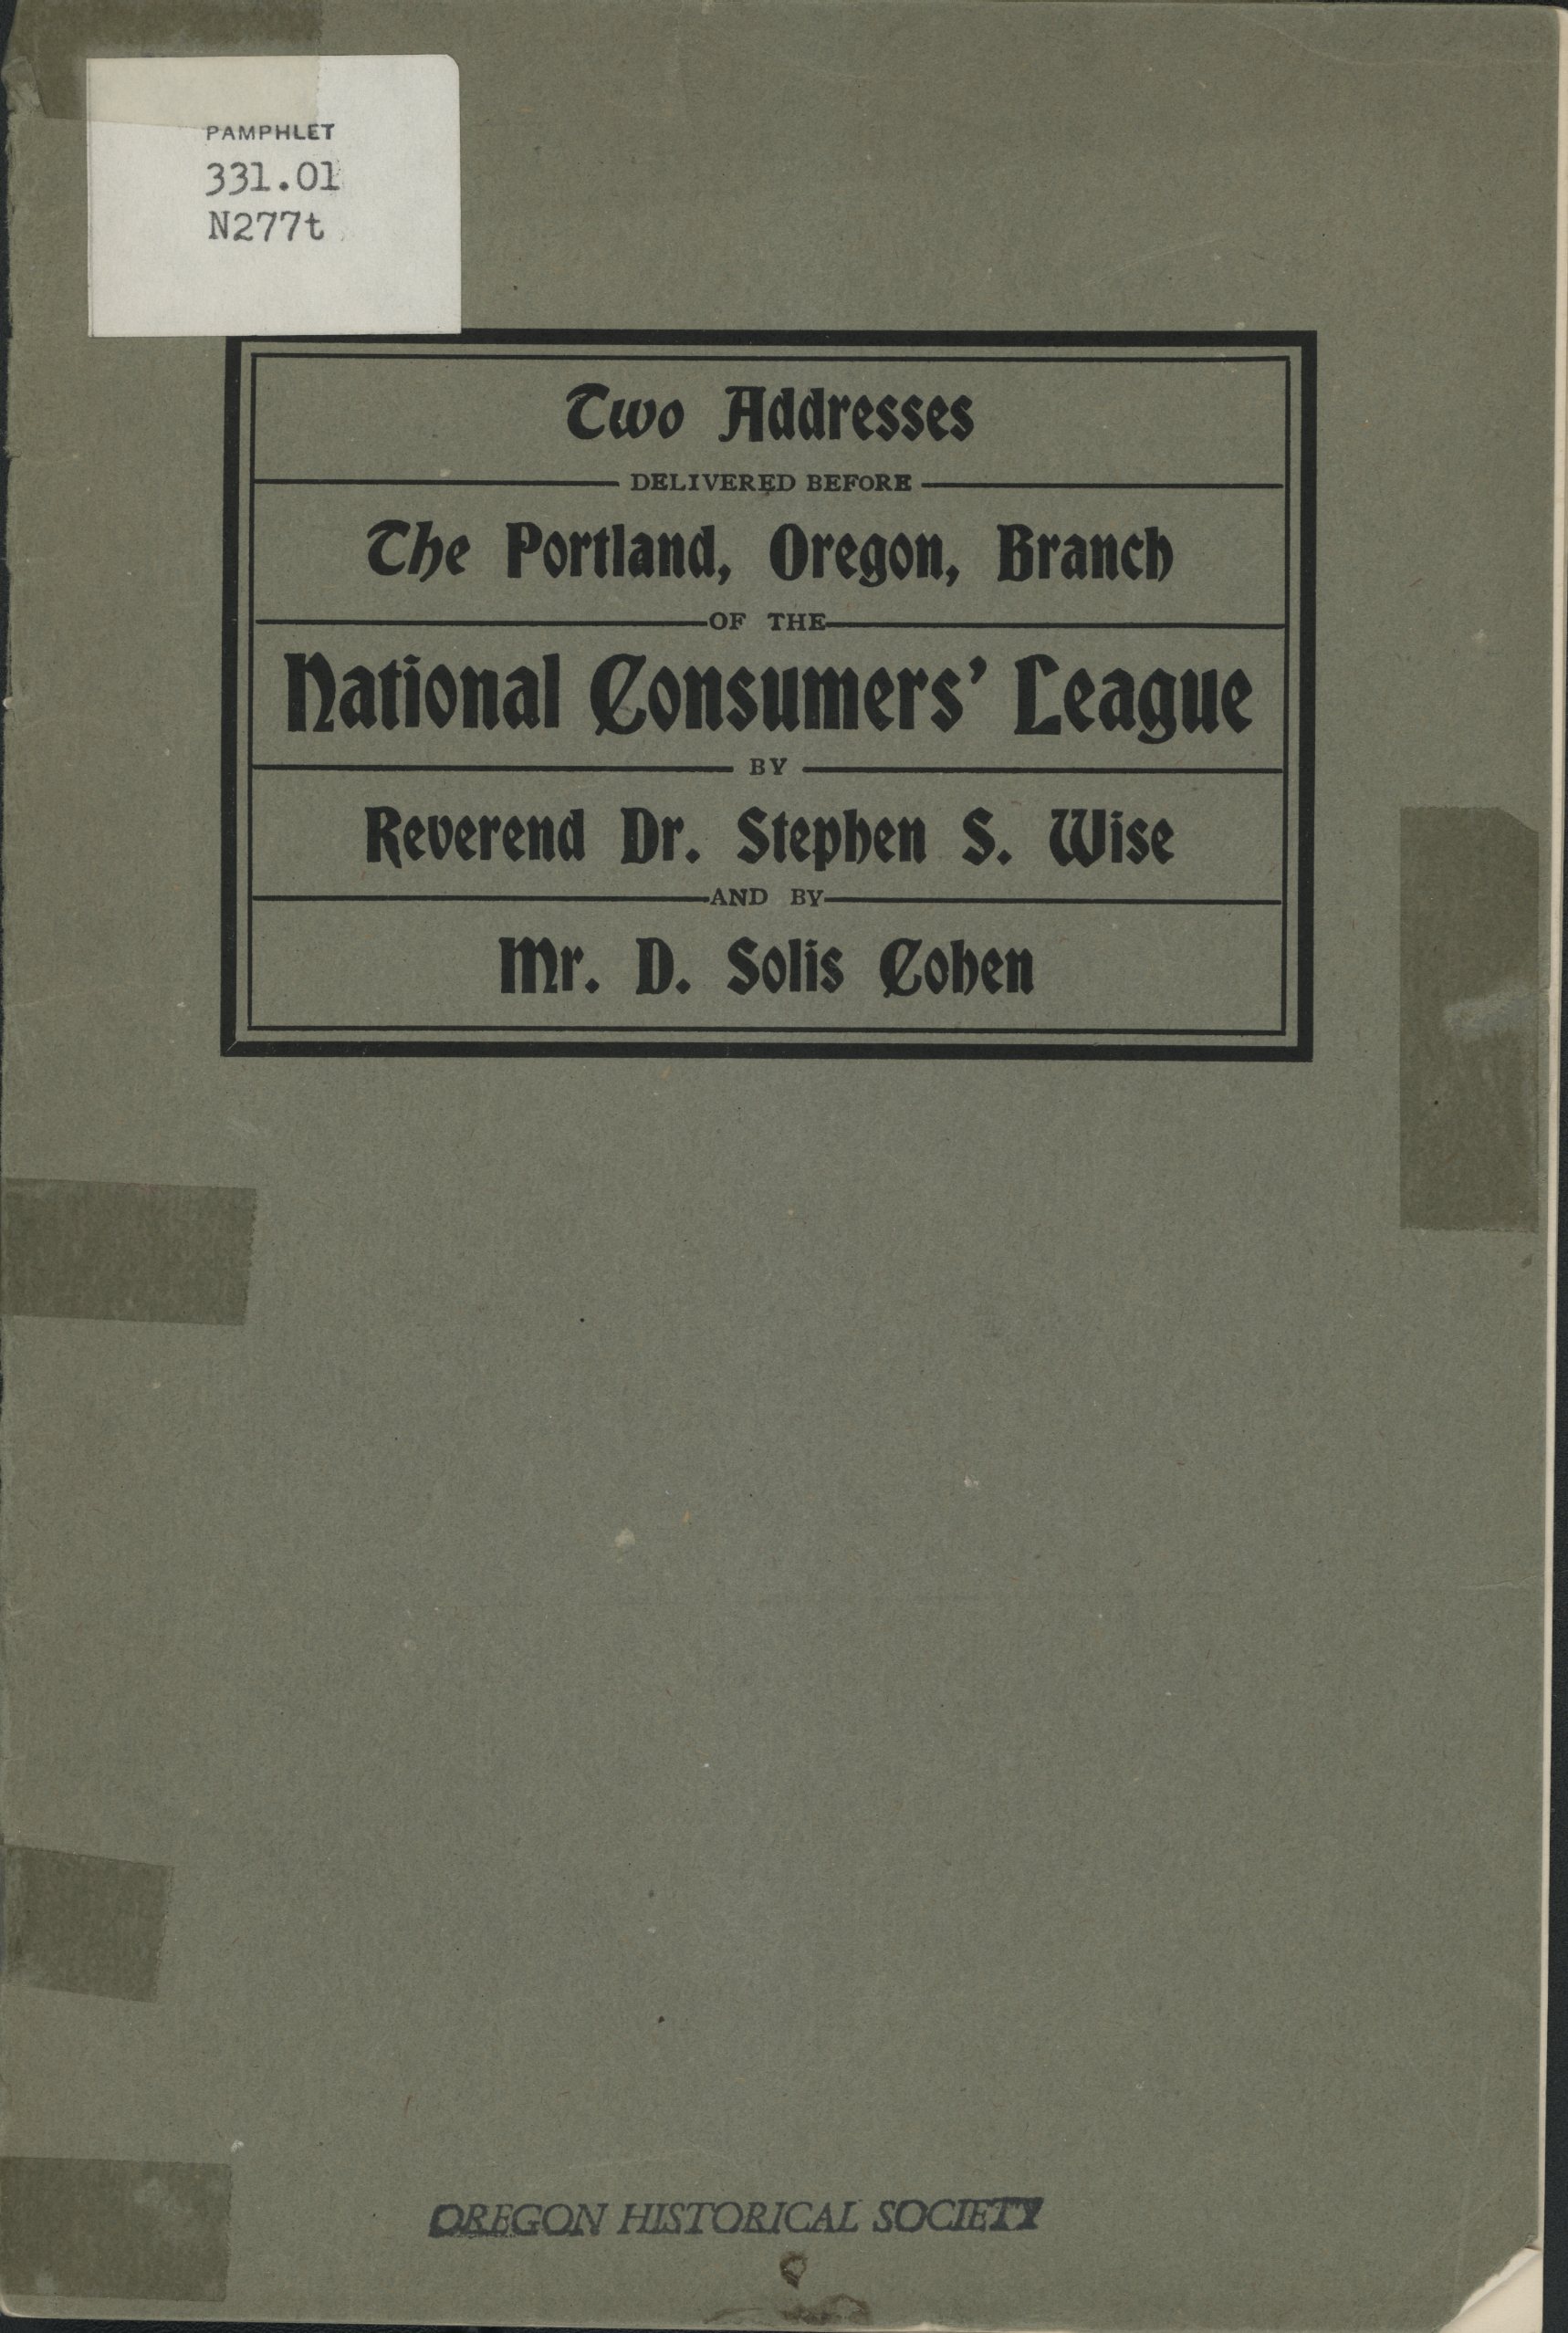 PAMPHLET
331.01
N277t
Two Addresses
DELIVERED BEFORE
The Portland, Oregon, Branch
OF THE
National Consumers' League
BY
Reverend Dr. Stephen S. Wise
AND BY
Mr. D. Solis Cohen
OREGON HISTORICAL SOCIETY